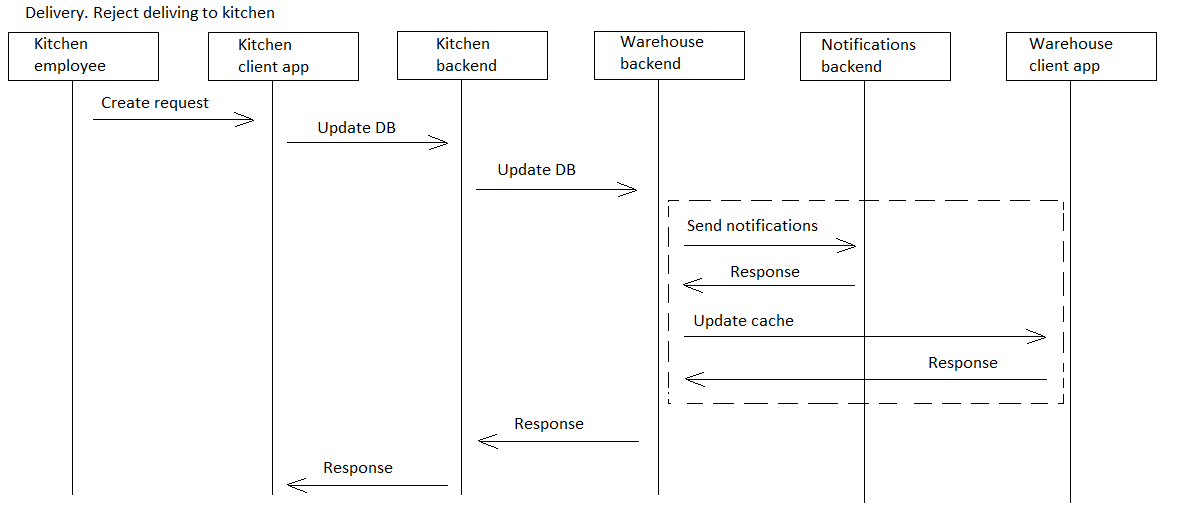 Delivery. Reject deliving to kitchen
Kitchen
employee
Kitchen
client app
Kitchen
backend
Warehouse
backend
Notifications
backend
Warehouse
client app
Create request
Update DB
Update DB
Send notifications
Response
Update cache
Response
Response
Response